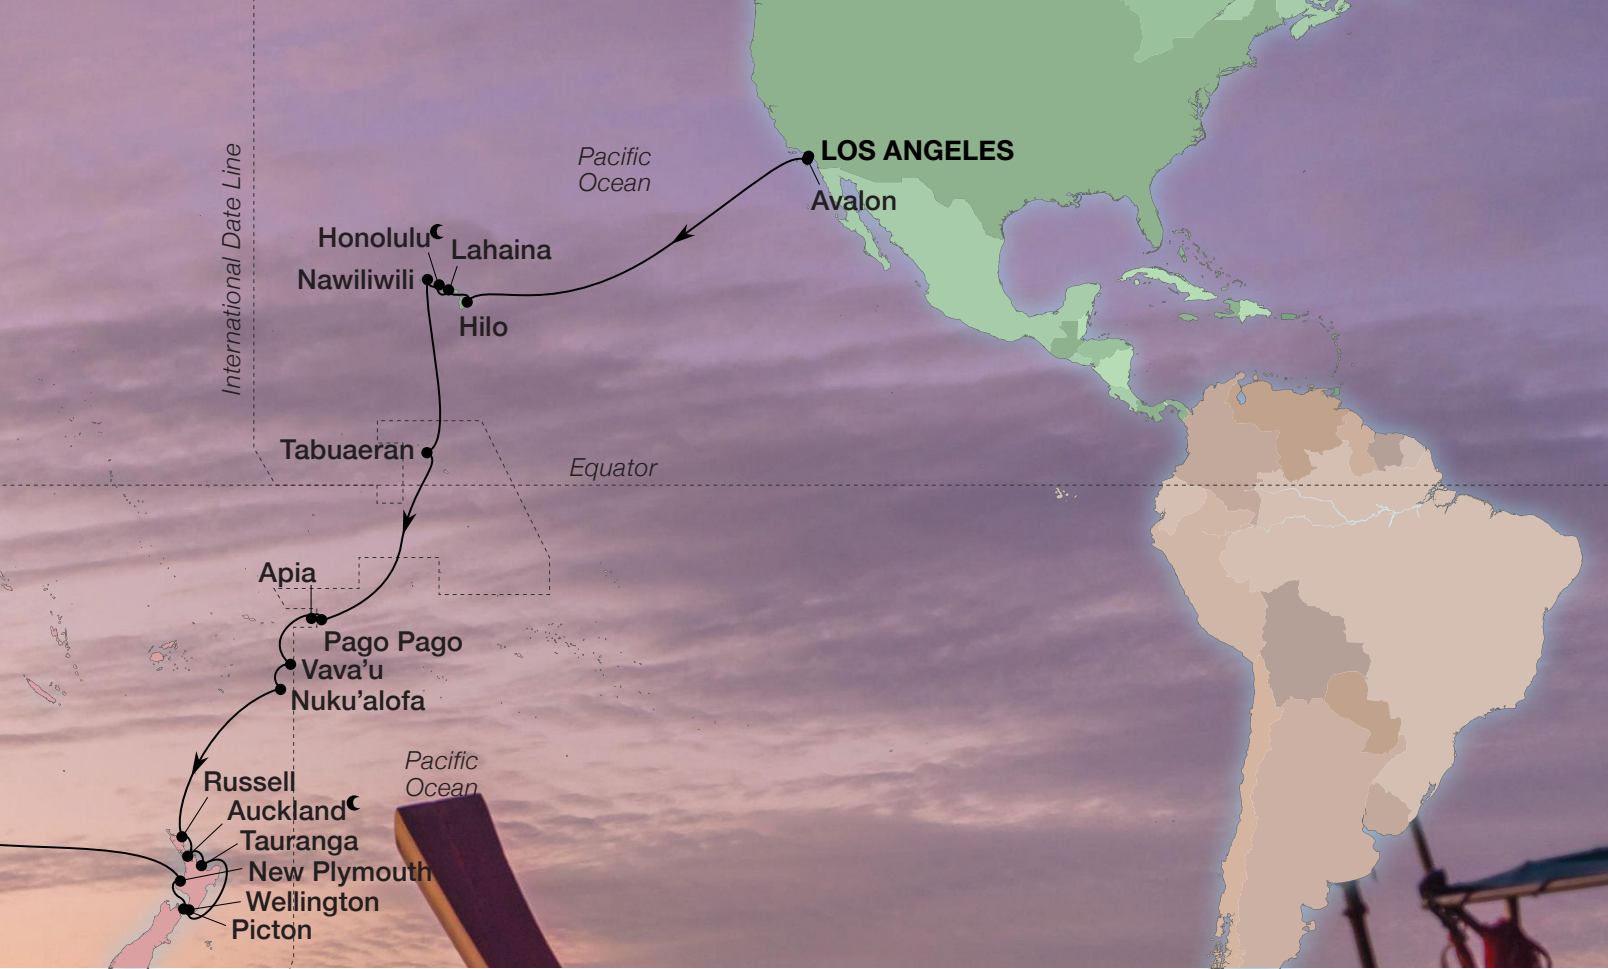 LOS ANGELES
Pacific
Ocean
Avalon
International Date Line
Honolulu
Lahaina
Nawiliwili
Hilo
Tabuaeran
Equator
Apia
Pago Pago
Vava’u
Nuku’alofa
Pacific
Ocean
Russell
Auckland
Tauranga
New Plymouth
Wellington
Picton